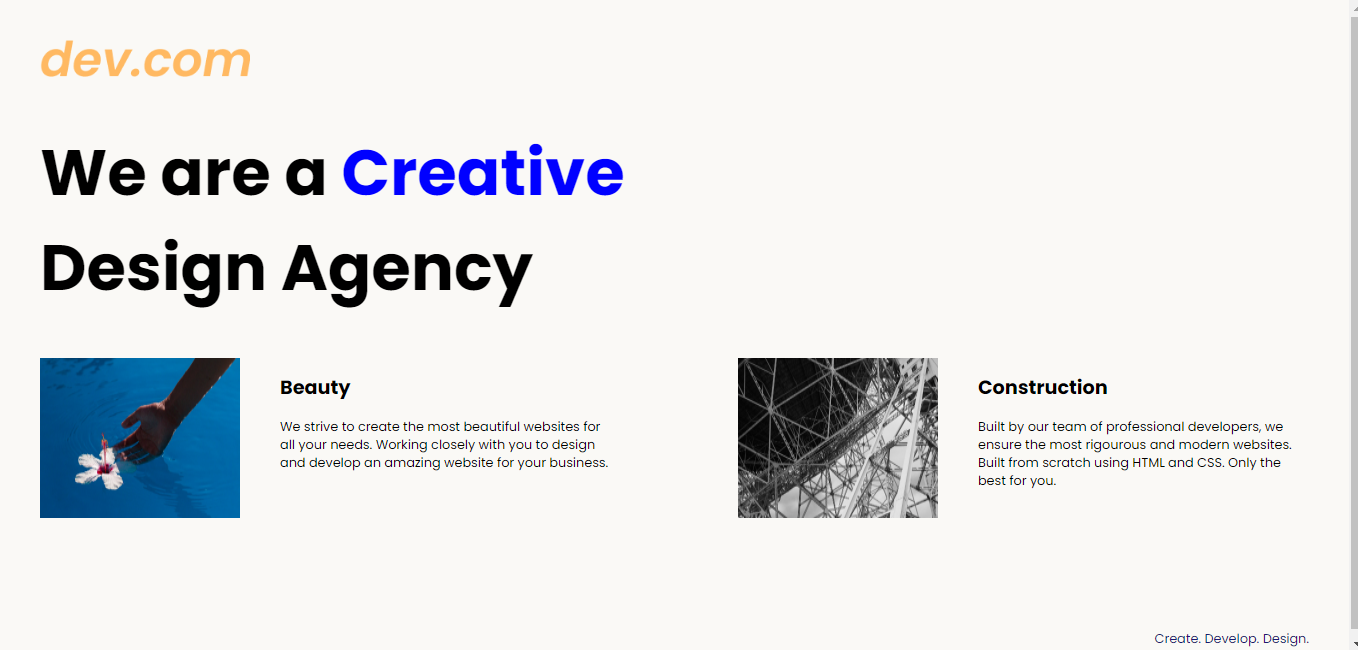 dev.com
We are a Creative
Design Agency
Beauty
We strive to create the most beautiful websites for
all your needs. Working closely with you to design
and develop an amazing website for your business.
Construction
Built by our team of professional developers, we
ensure the most rigourous and modern websites.
Built from scratch using HTML and CSS. Only the
best for you.
Create. Develop. Design.